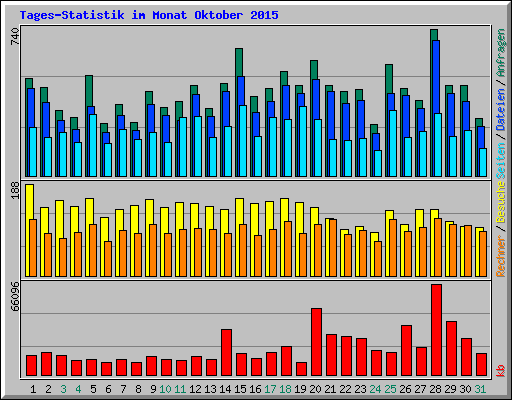 Tages-Statistik im Monat Oktober 2015
740
188
66096
Rechner / Besuche Seiten / Dateien / Anfragen
kb
1 2 3 4 5 6 7 8 9 10 11 12 13 14 15 16 17 18 19 20 21 22 23 24 25 26 27 28 29 30 31